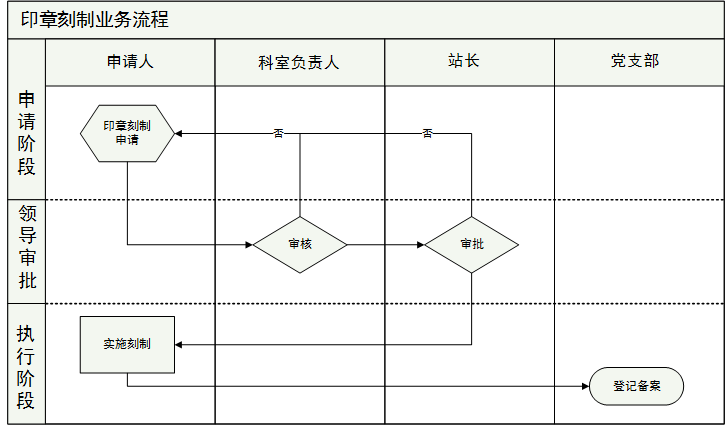 印章刻制业务流程
申请人
科室负责人
站长
党支部
申请阶段
印章刻制
申请
否
否
领导审批
审核
审批
执行阶段
实施刻制
登记备案